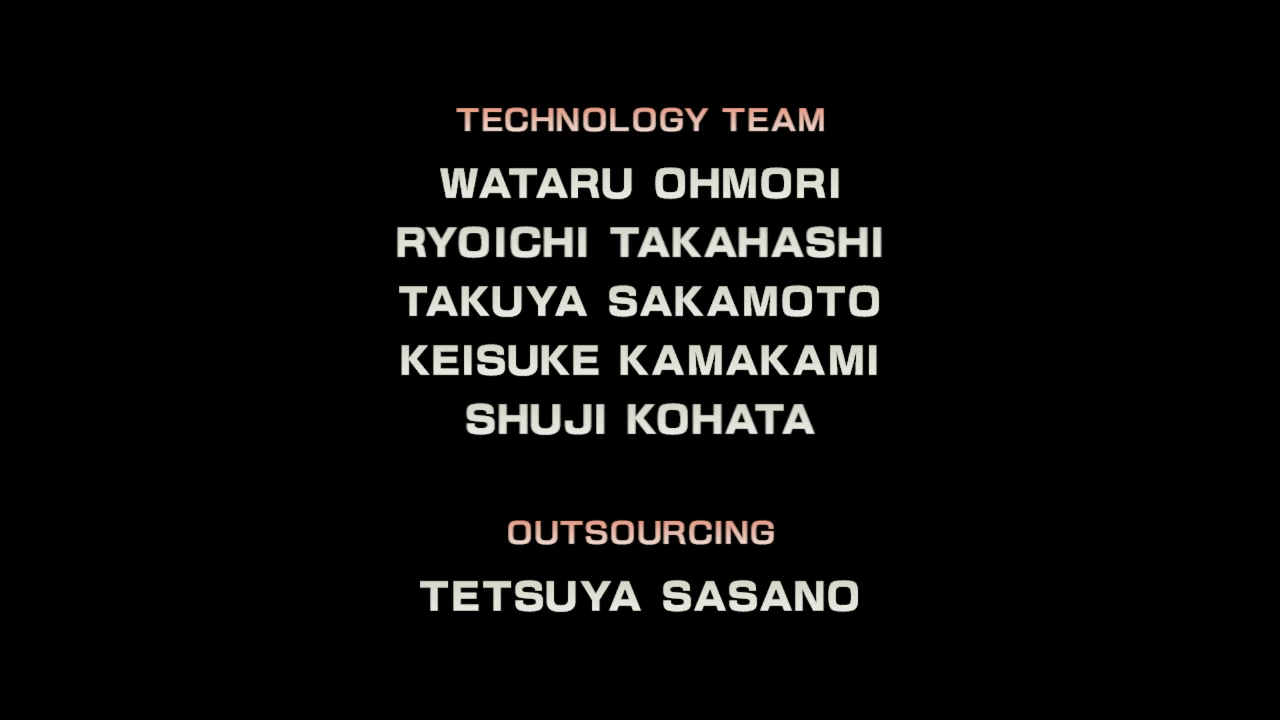 TECHNOLOGY TEAM
WATARU OHMORI
RYOICHI TAKAHASHI
TAKUYA SAKAMOTO
KEISUKE KAMAKAMI
SHUJI KOHATA
OUTSOURCING
TETSUYA SASANO